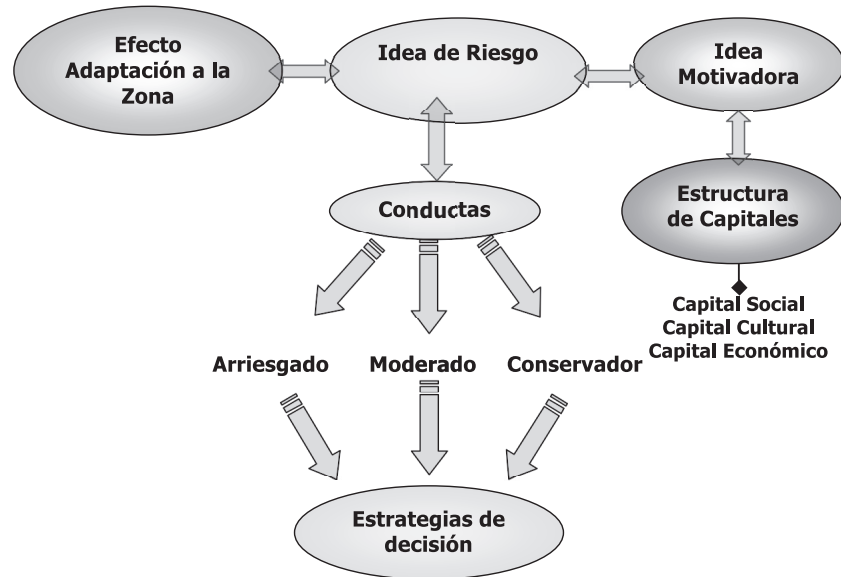 Efecto
Adaptación a la
Zona
Idea de Riesgo
Idea
Motivadora
Conductas
Estructura
de Capitales
Capital Social
Capital Cultural
Capital Económico
Arriesgado
Moderado
Conservador
Estrategias de
decisión